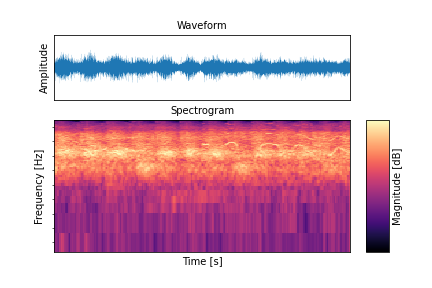 Waveform
Amplitude
Spectrogram
Frequency [Hz]
Magnitude [dB]
Time [s]